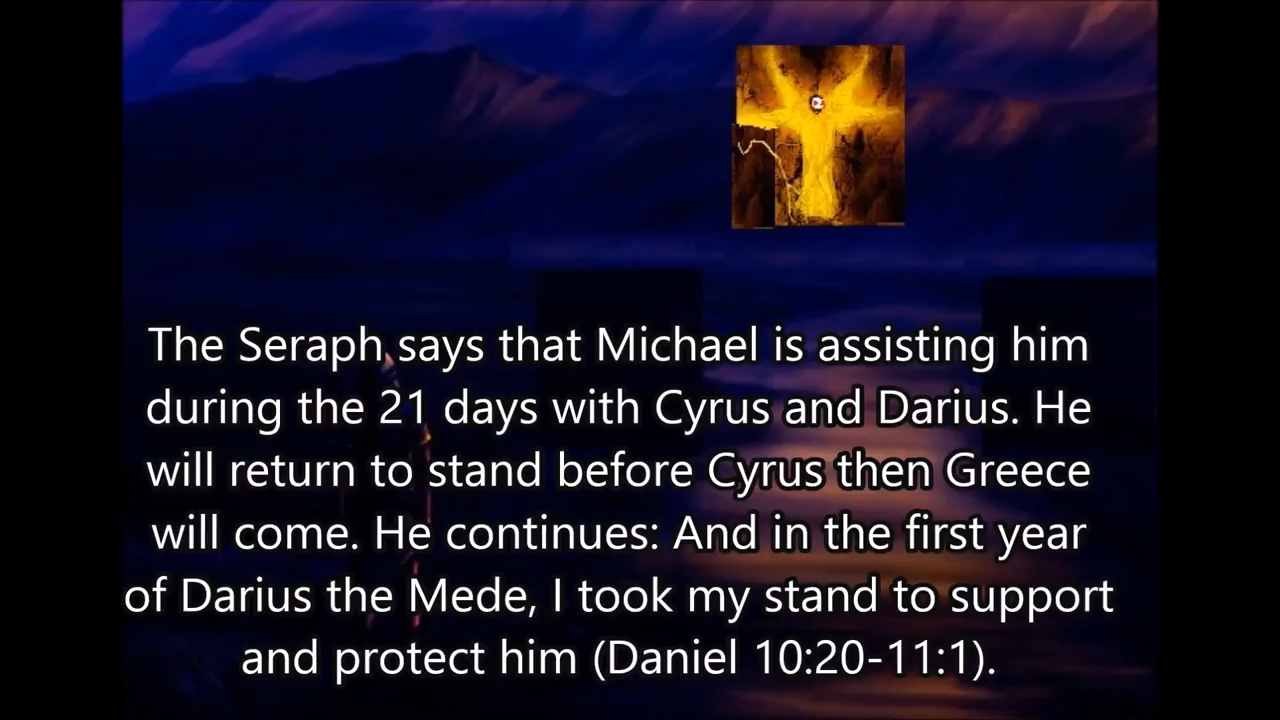 The Seraph says that Michael is assisting him
during the 21 days with Cyrus and Darius. He
will return to stand before Cyrus then Greece
will come. He continues: And in the first year
of Darius the Mede, I took my stand to support
and protect him (Daniel 10:20-11:1).